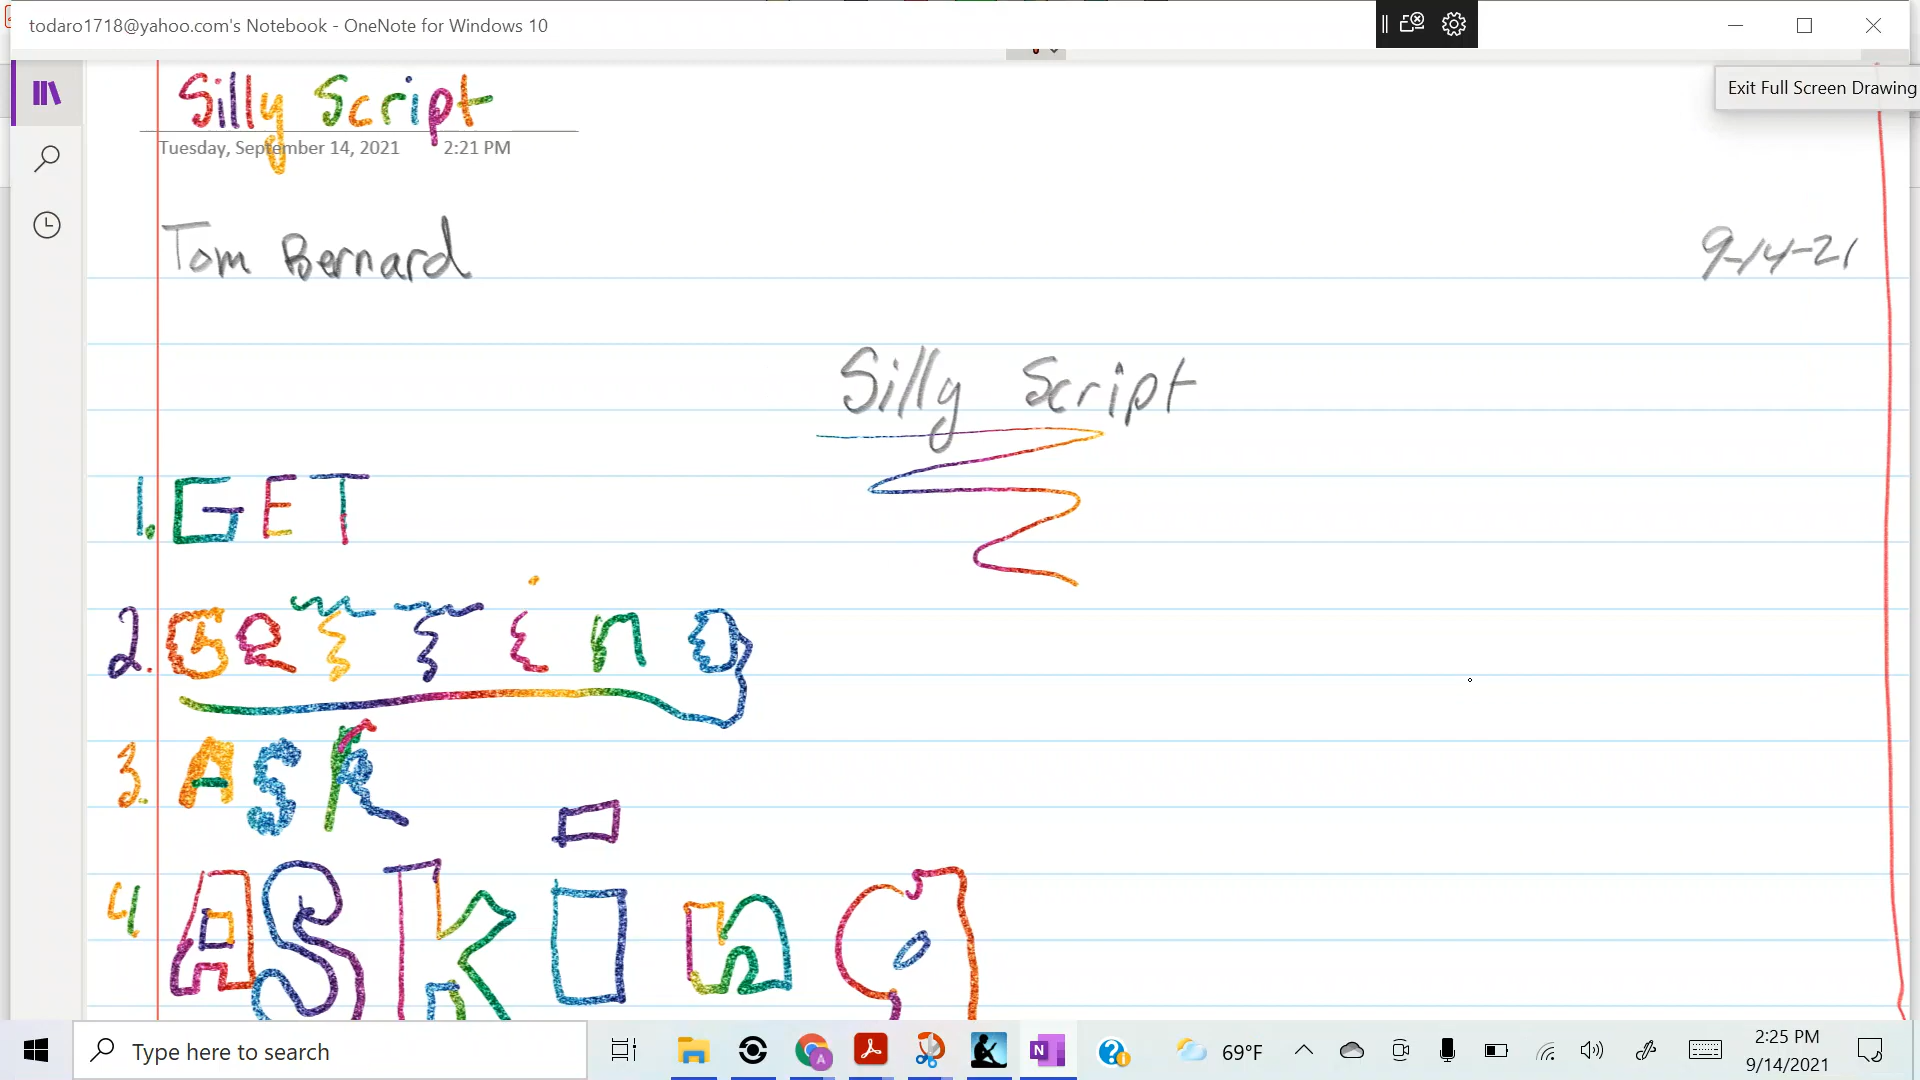 todaro1718@yahoo.com's Notebook - OneNote for Windows 10
Exit Full Screen Drawing
Silly Script
Tuesday, September 14, 2021 2:21 PM
Tom Bernard 9-14-21
Silly Script
1. GET
2. Getting
3. ASK
4 ASKing
Type here to search
69°F
2:25 PM
9/14/2021